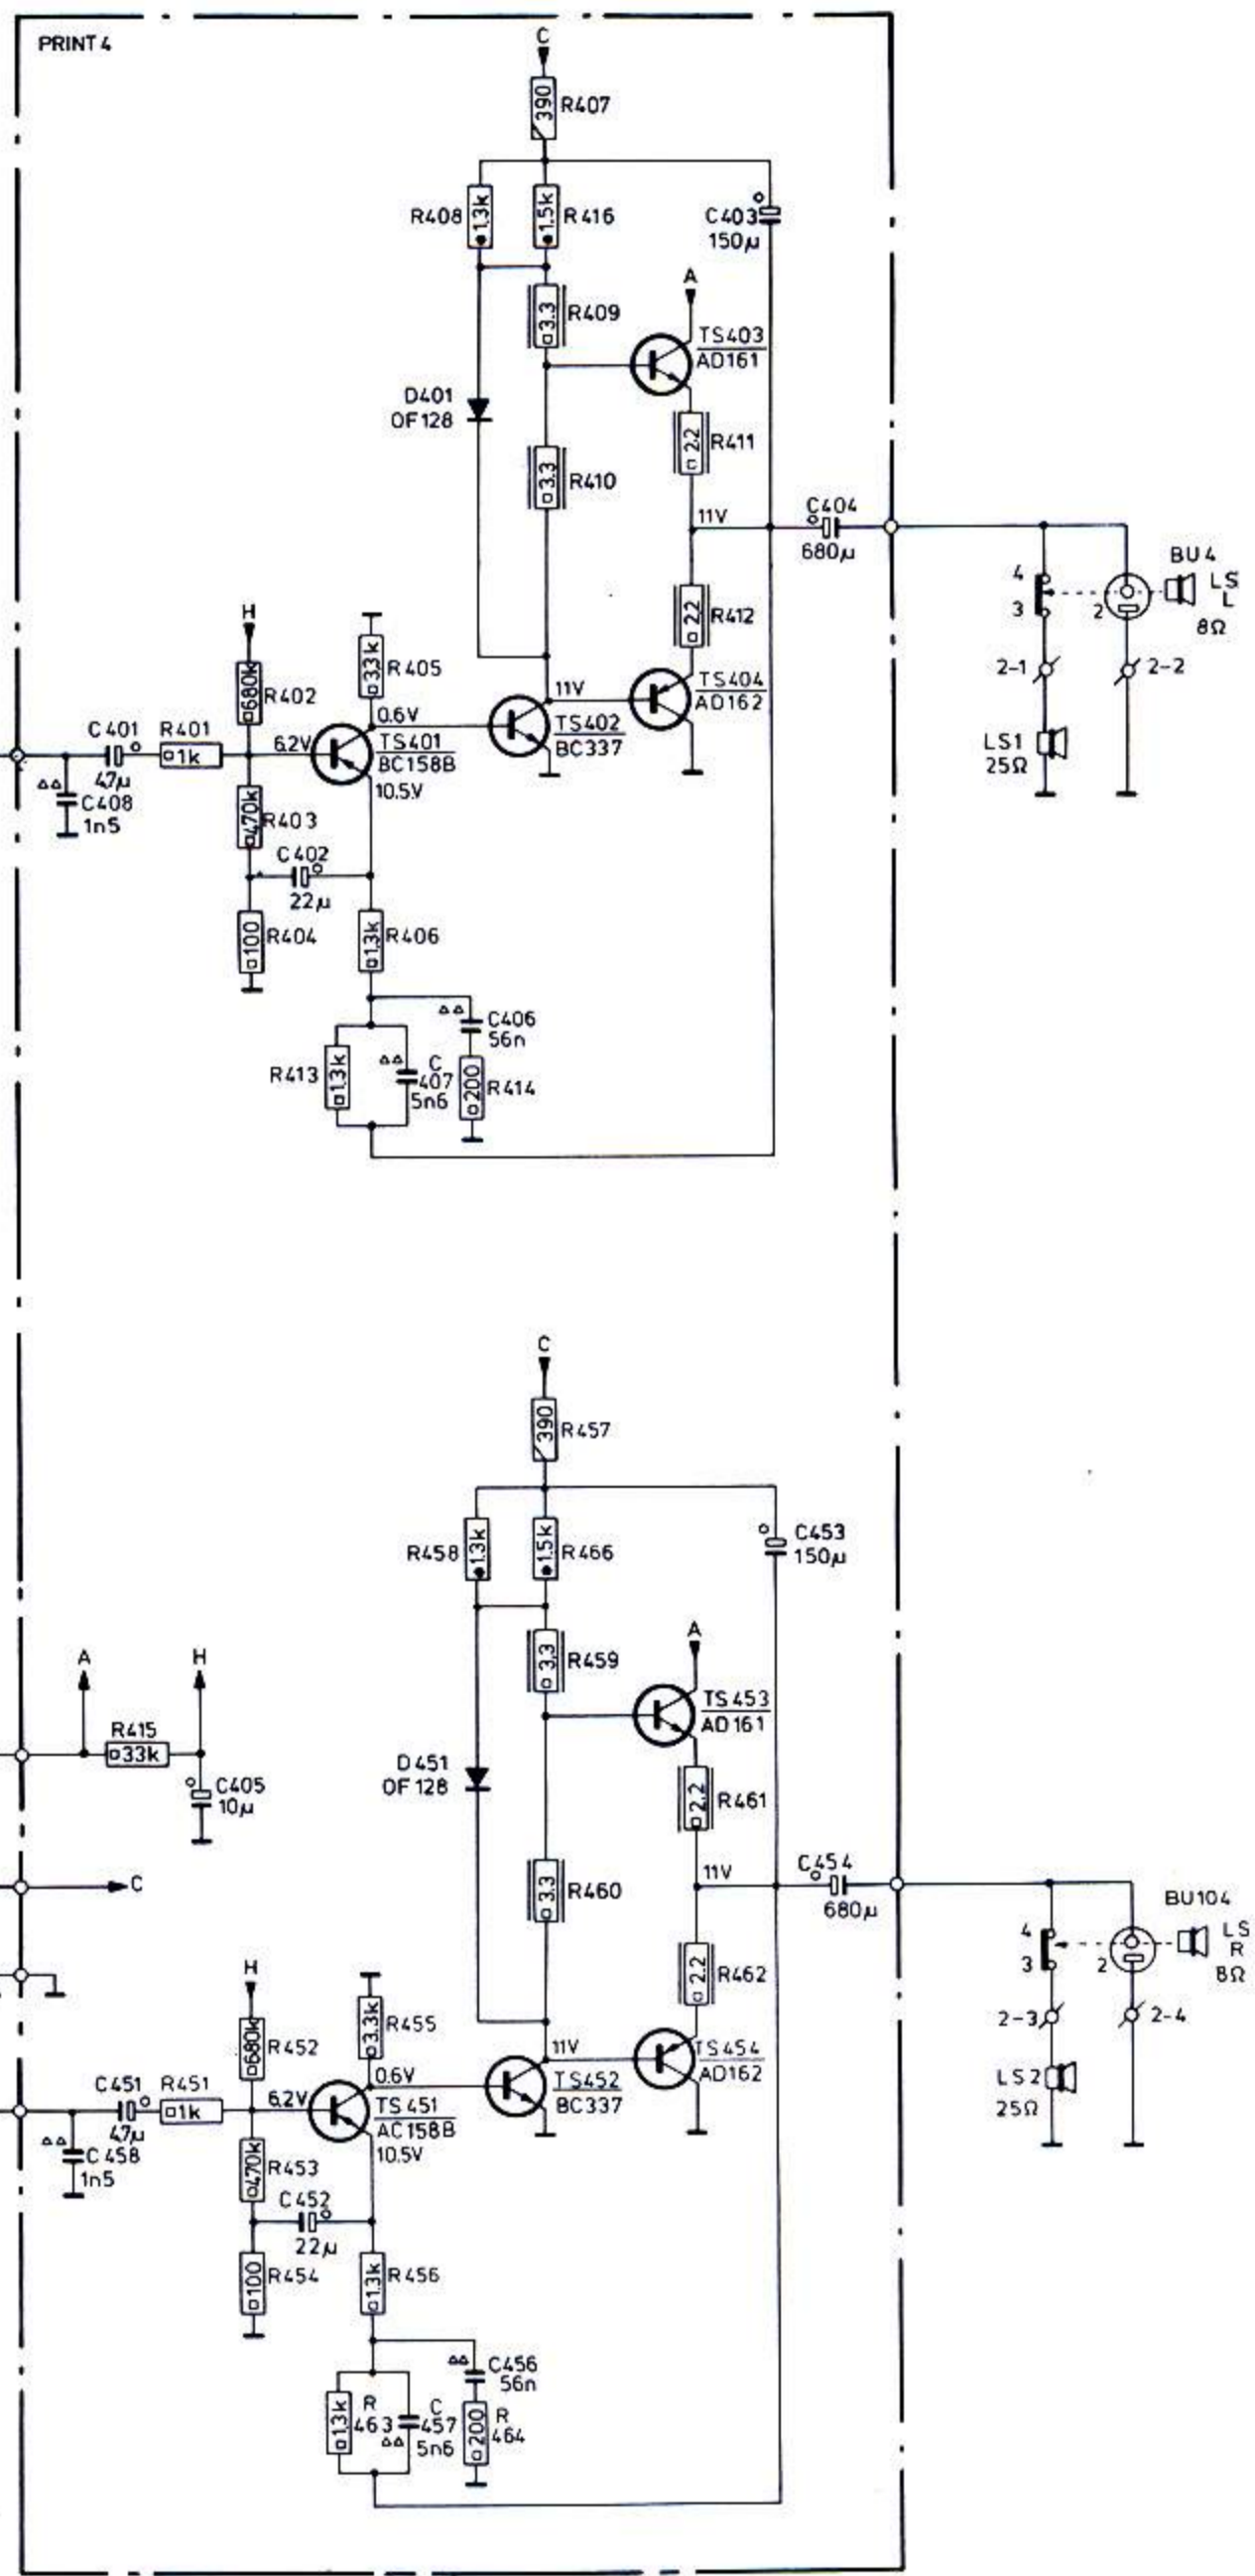 PRINT 4
C
390
R407
R408
1.3k
1.5k
R416
C403
150µ
3.3
R409
A
TS403
AD161
D401
OF128
2.2
R411
3.3
R410
11V
C404
680µ
BU4
LS
L
8Ω
4
3
2
2-1
2-2
LS1
25Ω
H
680k
R402
3.3k
R405
22
R412
11V
TS404
AD162
C401
4.7µ
R401
1k
6.2V
0.6V
TS401
BC158B
10.5V
TS402
BC337
C408
1n5
470k
R403
C402
22µ
100
R404
1.3k
R406
C406
56n
R413
1.3k
C
407
5n6
200
R414
C
390
R457
R458
1.3k
1.5k
R466
C453
150µ
3.3
R459
A
TS453
AD161
A
H
R415
33k
C405
10µ
C
D451
OF128
2.2
R461
3.3
R460
11V
C454
680µ
BU104
LS
R
8Ω
4
3
2
2-3
2-4
LS2
25Ω
H
680k
R452
3.3k
R455
2.2
R462
11V
TS454
AD162
C451
4.7µ
R451
1k
6.2V
0.6V
TS451
AC158B
10.5V
TS452
BC337
C458
1n5
470k
R453
C452
22µ
100
R454
1.3k
R456
C456
56n
1.3k
R
463
C
457
5n6
200
R
464